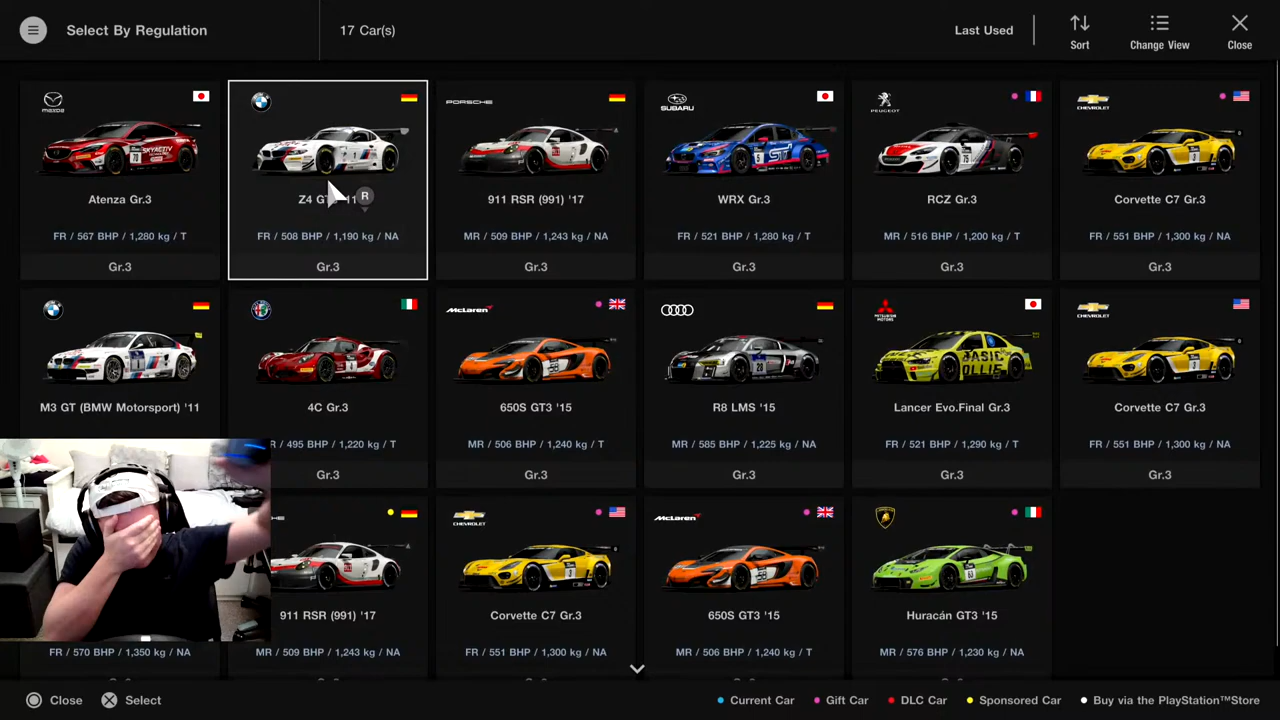 Select By Regulation
17 Car(s)
Last Used
Sort
Change View
Close
mazda
PORSCHE
SUBARU
PEUGEOT
CHEVROLET
Atenza Gr.3
R
911 RSR (991) '17
WRX Gr.3
RCZ Gr.3
Corvette C7 Gr.3
FR / 567 BHP / 1,280 kg / T
FR / 508 BHP / 1,190 kg / NA
MR / 509 BHP / 1,243 kg / NA
FR / 521 BHP / 1,280 kg / T
MR / 516 BHP / 1,200 kg / T
FR / 551 BHP / 1,300 kg / NA
Gr.3
Gr.3
Gr.3
Gr.3
Gr.3
Gr.3
McLaren
MITSUBISHI
MOTORS
CHEVROLET
M3 GT (BMW Motorsport) '11
4C Gr.3
650S GT3 '15
R8 LMS '15
Lancer Evo.Final Gr.3
Corvette C7 Gr.3
/ 495 BHP / 1,220 kg / T
MR / 506 BHP / 1,240 kg / T
MR / 585 BHP / 1,225 kg / NA
FR / 521 BHP / 1,290 kg / T
FR / 551 BHP / 1,300 kg / NA
Gr.3
Gr.3
Gr.3
Gr.3
Gr.3
CHEVROLET
McLaren
911 RSR (991) '17
Corvette C7 Gr.3
650S GT3 '15
Huracán GT3 '15
FR / 570 BHP / 1,350 kg / NA
MR / 509 BHP / 1,243 kg / NA
FR / 551 BHP / 1,300 kg / NA
MR / 506 BHP / 1,240 kg / T
MR / 576 BHP / 1,230 kg / NA
Close
Select
Current Car
Gift Car
DLC Car
Sponsored Car
Buy via the PlayStation™Store